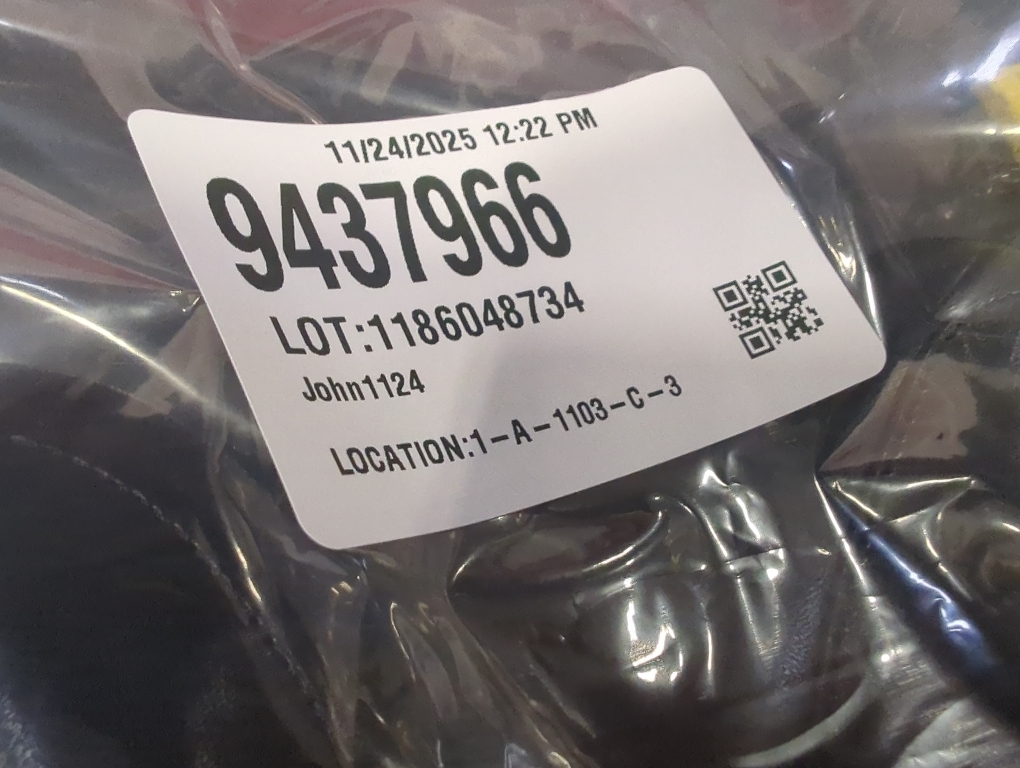 11/24/2025 12:22 PM
9437966
LOT:1186048734
John1124
LOCATION:1-A-1103-C-3